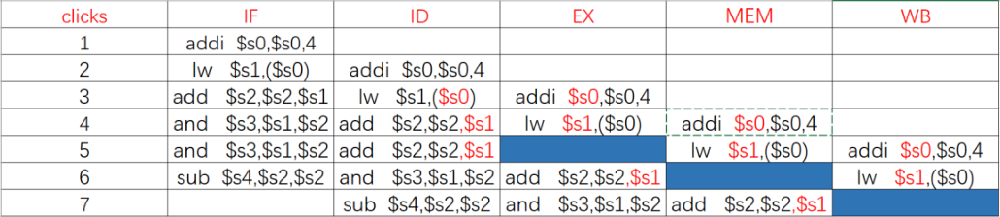 clicks IF ID EX MEM WB
1 addi $s0,$s0,4
2 lw $s1,($s0) addi $s0,$s0,4
3 add $s2,$s2,$s1 lw $s1,($s0) addi $s0,$s0,4
4 and $s3,$s1,$s2 add $s2,$s2,$s1 lw $s1,($s0) addi $s0,$s0,4
5 and $s3,$s1,$s2 add $s2,$s2,$s1 lw $s1,($s0) addi $s0,$s0,4
6 sub $s4,$s2,$s2 and $s3,$s1,$s2 add $s2,$s2,$s1 lw $s1,($s0)
7 sub $s4,$s2,$s2 and $s3,$s1,$s2 add $s2,$s2,$s1